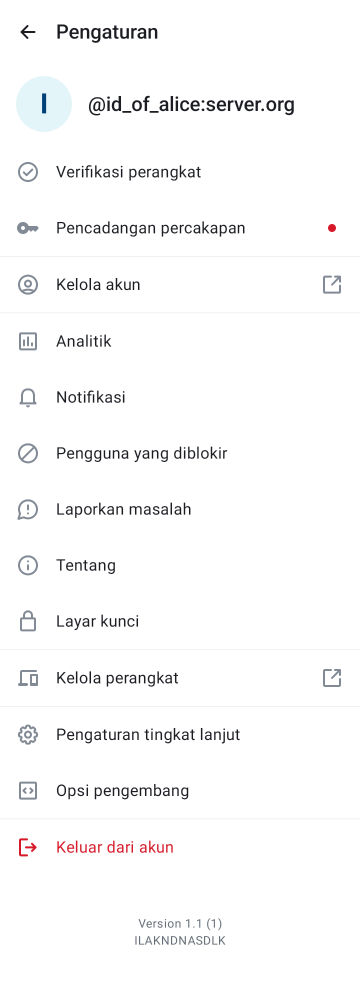 Pengaturan
I
@id_of_alice:server.org
Verifikasi perangkat
Pencadangan percakapan
Kelola akun
Analitik
Notifikasi
Pengguna yang diblokir
Laporkan masalah
Tentang
Layar kunci
Kelola perangkat
Pengaturan tingkat lanjut
Opsi pengembang
Keluar dari akun
Version 1.1 (1)
ILAKNDNASDLK